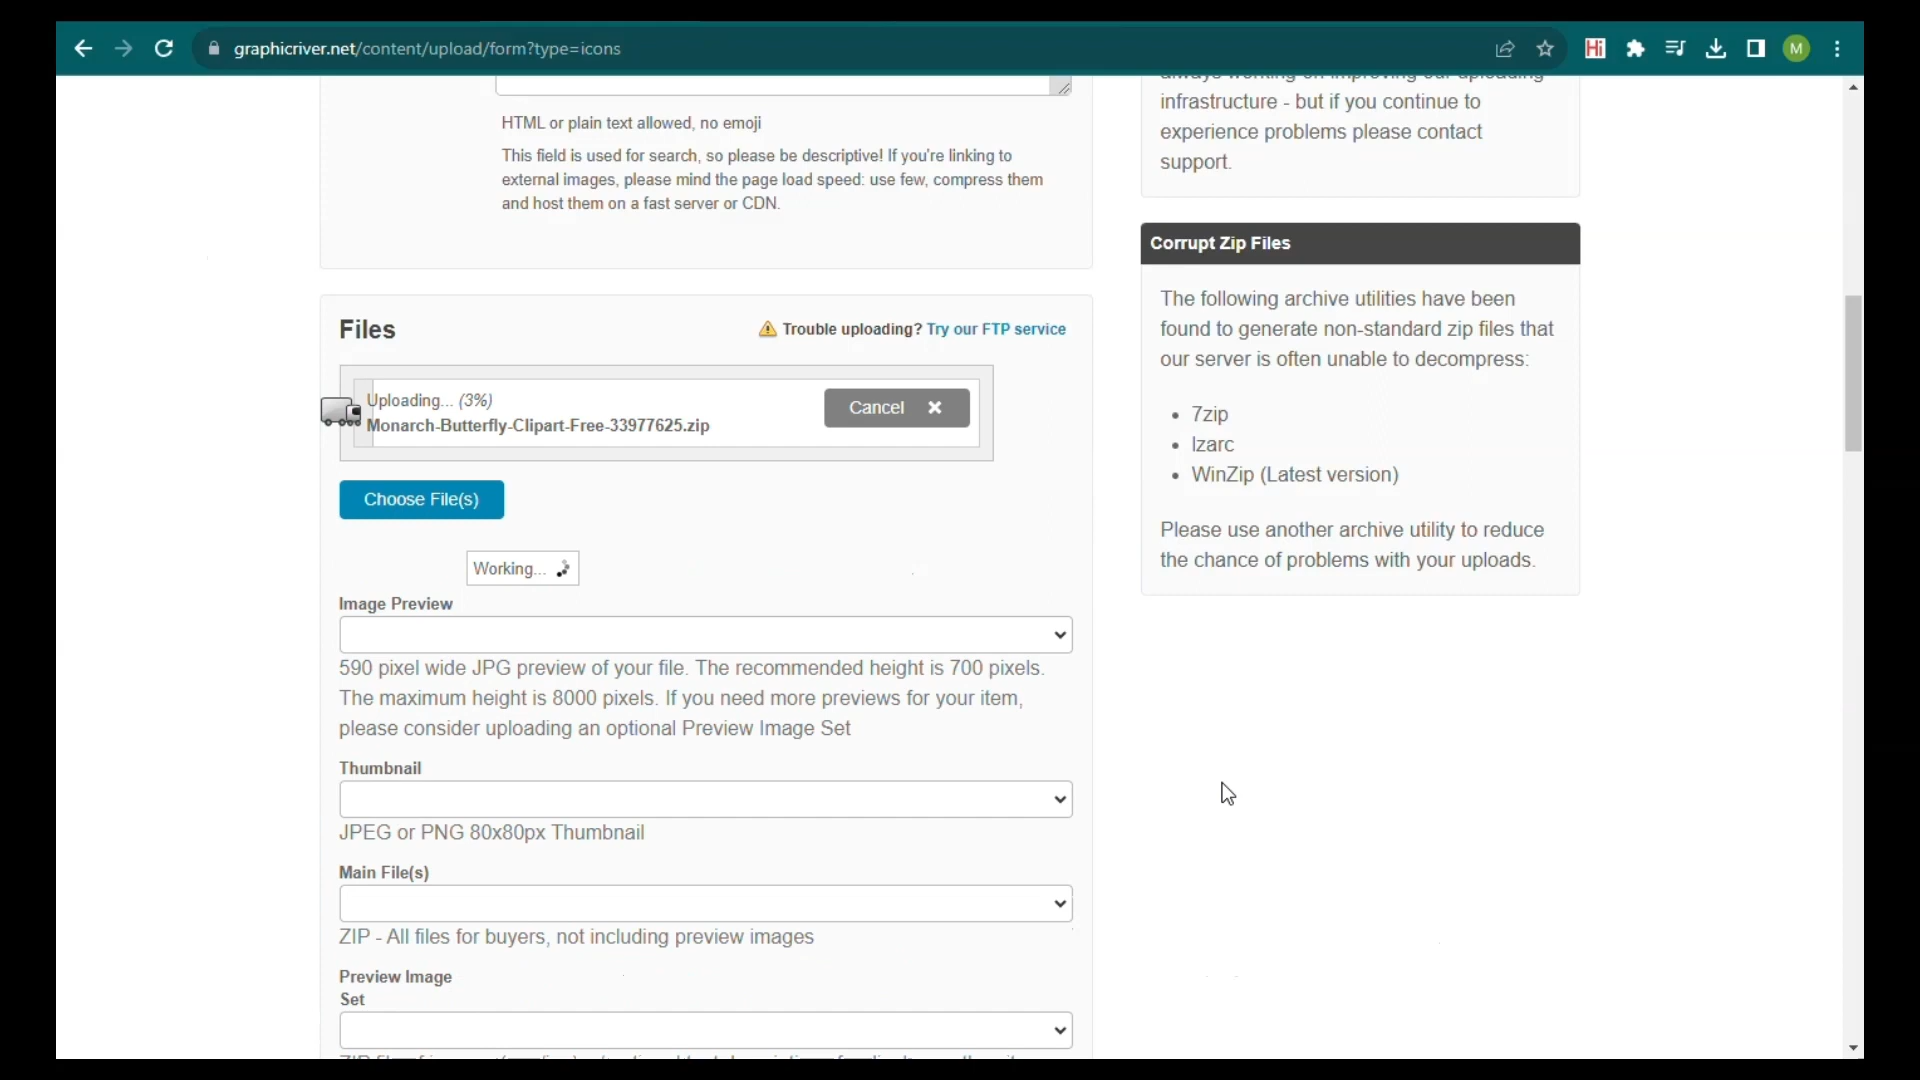 graphicriver.net/content/upload/form?type=icons
Hi
M
always working on improving our uploading
infrastructure - but if you continue to
experience problems please contact
support.
HTML or plain text allowed, no emoji
This field is used for search, so please be descriptive! If you're linking to
external images, please mind the page load speed: use few, compress them
and host them on a fast server or CDN.
Corrupt Zip Files
The following archive utilities have been
found to generate non-standard zip files that
our server is often unable to decompress:
7zip
Izarc
WinZip (Latest version)
Please use another archive utility to reduce
the chance of problems with your uploads.
Files
Trouble uploading? Try our FTP service
Uploading... (3%)
Monarch-Butterfly-Clipart-Free-33977625.zip
Cancel
Choose File(s)
Working...
Image Preview
590 pixel wide JPG preview of your file. The recommended height is 700 pixels.
The maximum height is 8000 pixels. If you need more previews for your item,
please consider uploading an optional Preview Image Set
Thumbnail
JPEG or PNG 80x80px Thumbnail
Main File(s)
ZIP - All files for buyers, not including preview images
Preview Image
Set